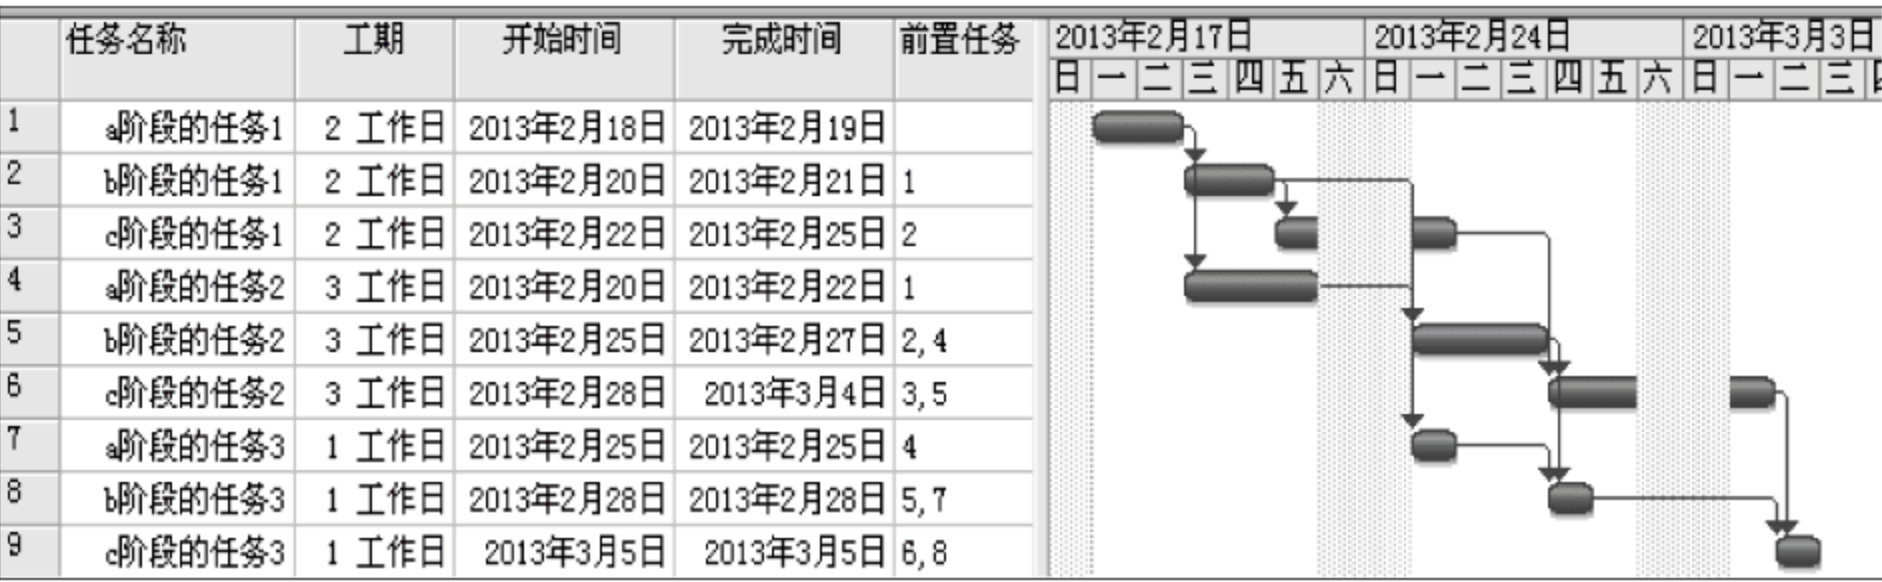 任务名称 工期 开始时间 完成时间 前置任务 2013年2月17日 2013年2月24日 2013年3月3日
日 一 二 三 四 五 六 日 一 二 三 四 五 六 日 一 二 三
1 a阶段的任务1 2 工作日 2013年2月18日 2013年2月19日
2 b阶段的任务1 2 工作日 2013年2月20日 2013年2月21日 1
3 c阶段的任务1 2 工作日 2013年2月22日 2013年2月25日 2
4 a阶段的任务2 3 工作日 2013年2月20日 2013年2月22日 1
5 b阶段的任务2 3 工作日 2013年2月25日 2013年2月27日 2,4
6 c阶段的任务2 3 工作日 2013年2月28日 2013年3月4日 3,5
7 a阶段的任务3 1 工作日 2013年2月25日 2013年2月25日 4
8 b阶段的任务3 1 工作日 2013年2月28日 2013年2月28日 5,7
9 c阶段的任务3 1 工作日 2013年3月5日 2013年3月5日 6,8